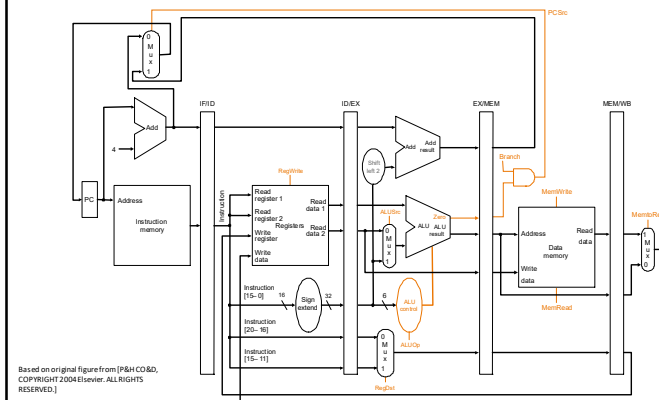 PCSrc
0
M
u
x
1
IF/ID
ID/EX
EX/MEM
MEM/WB
Add
4
Shift
left 2
Add
Add
result
Branch
RegWrite
MemWrite
PC
Address
Instruction
memory
Instruction
Read
register 1
Read
register 2
Write
register
Write
data
Registers
Read
data 1
Read
data 2
ALUSrc
0
M
u
x
1
Zero
ALU
ALU
result
Address
Write
data
Data
memory
Read
data
MemtoRe
1
M
u
x
0
MemRead
Instruction
[15–0]
16
Sign
extend
32
6
ALU
control
ALUOp
Instruction
[20–16]
Instruction
[15–11]
0
M
u
x
1
RegDst
Based on original figure from [P&H CO&D,
COPYRIGHT 2004 Elsevier. ALL RIGHTS
RESERVED.]